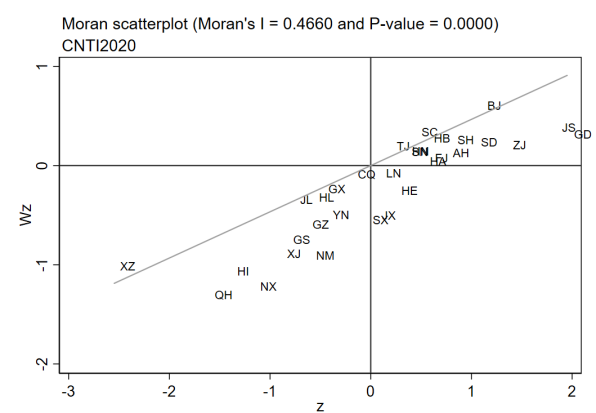 Moran scatterplot (Moran's I = 0.4660 and P-value = 0.0000)
CNTI2020
1
BJ
JS
GD
SC
HB
SH
SD
ZJ
TJ
AH
FJ
HA
0
CQ
LN
HE
GX
HL
JL
YN
JX
SX
GZ
GS
XJ
NM
Wz
-1
XZ
HI
NX
QH
-2
-3 -2 -1 0 1 2
z